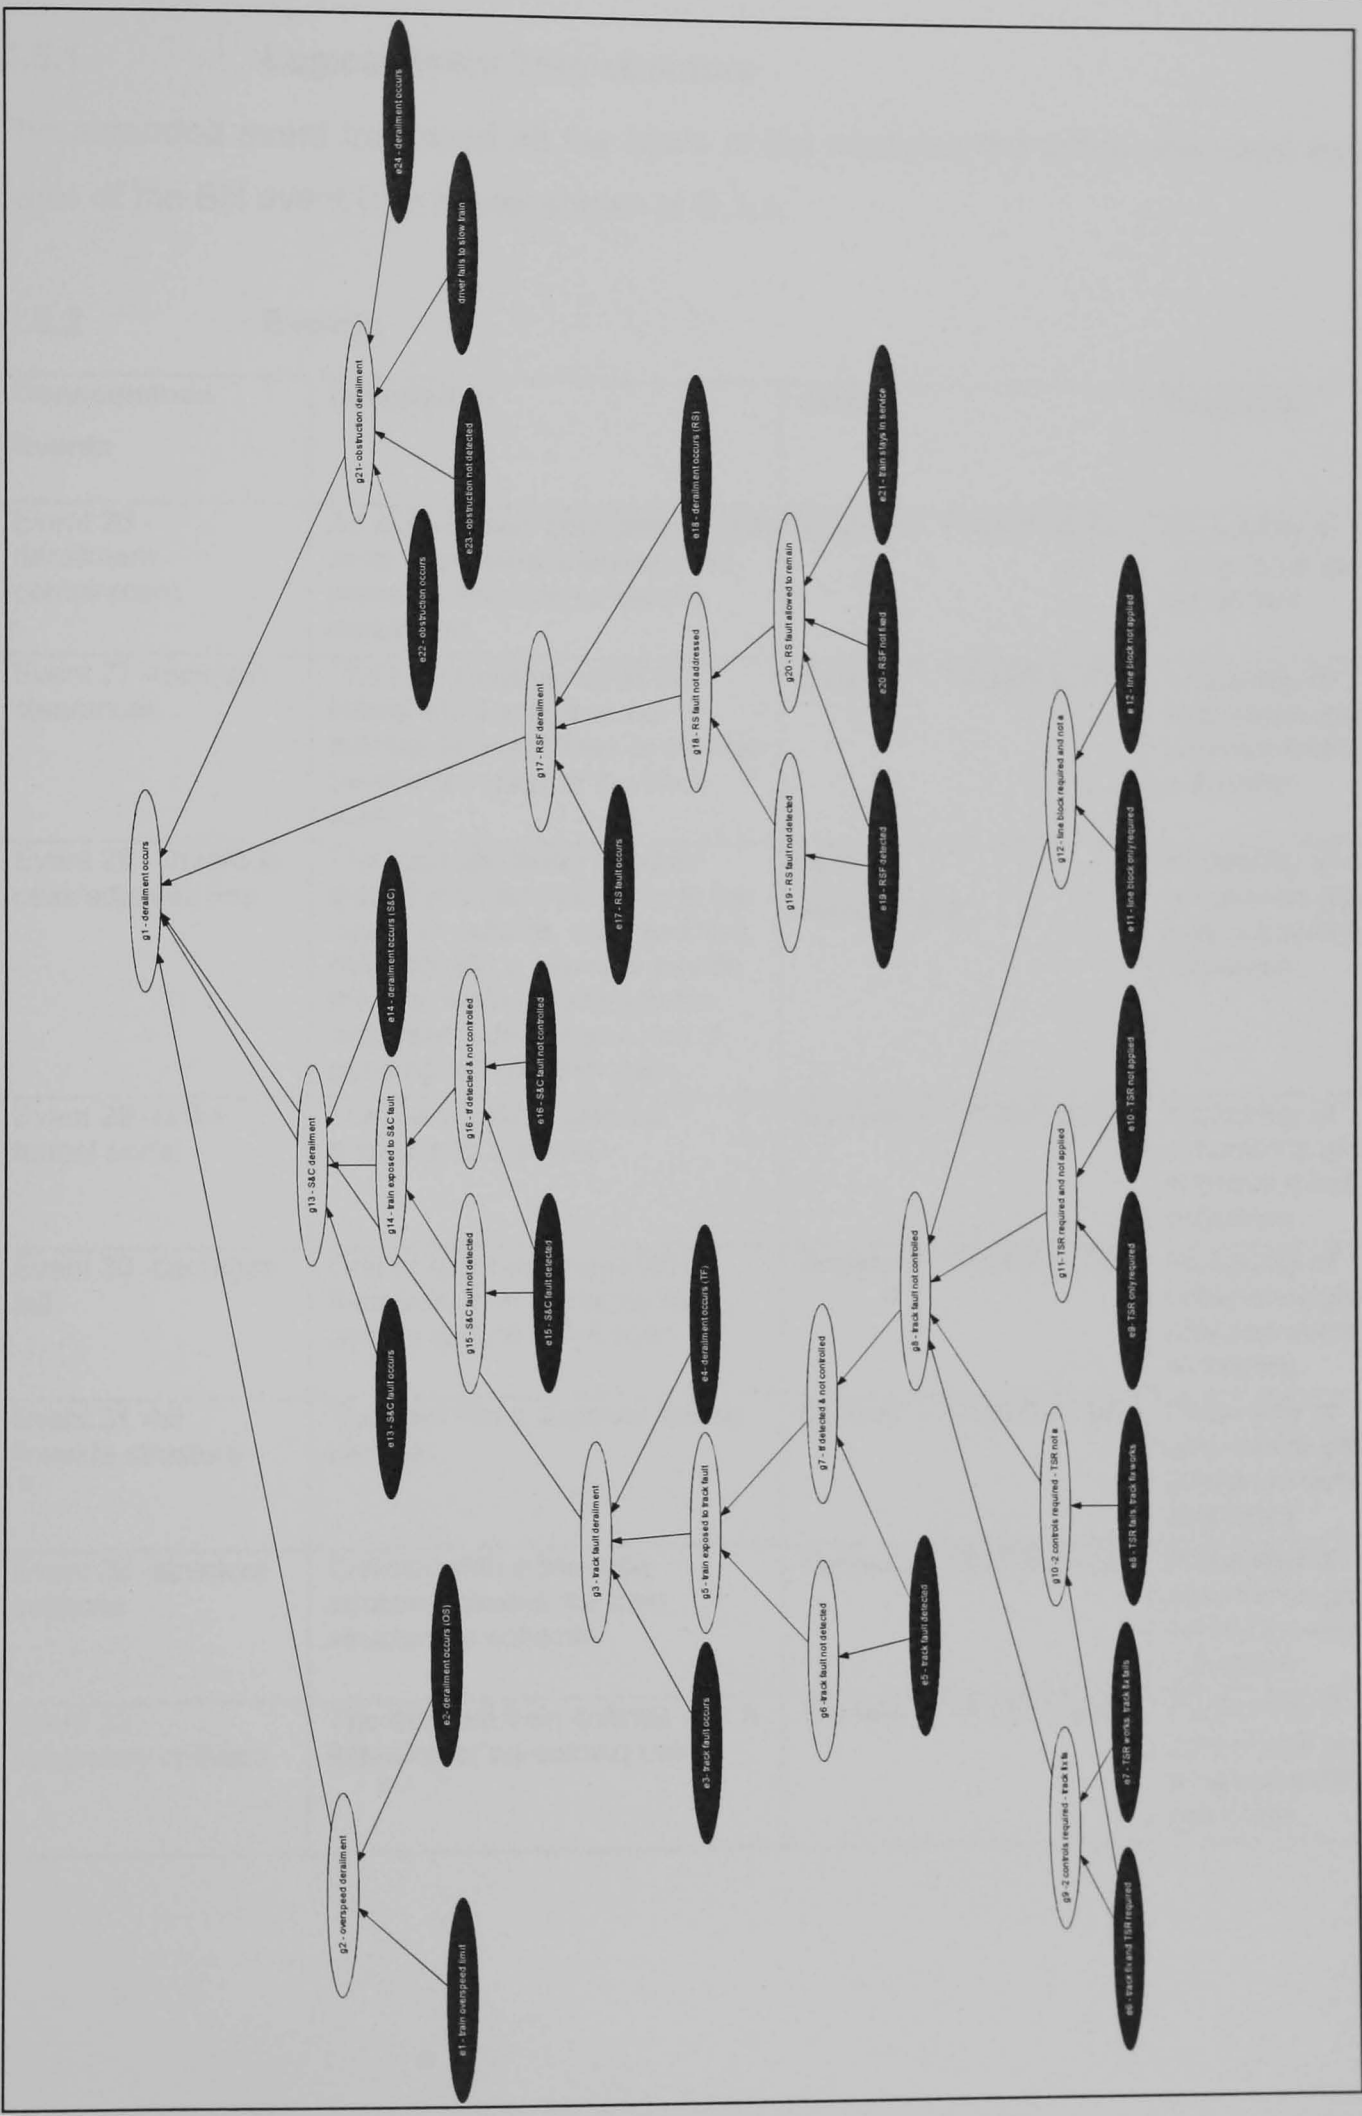 g1 - derailment occurs
g2 - overspeed derailment
e1 - train overspeed limit
e2- derailment occurs (OS)
g13 - S&C derailment
e13 - S&C fault occurs
g14 - train exposed to S&C fault
e14 - derailment occurs (S&C)
g15 - S&C fault not detected
g16 - tf detected & not controlled
e15 - S&C fault detected
e16 - S&C fault not controlled
g3 - track fault derailment
e3- track fault occurs
g5 - train exposed to track fault
e4- derailment occurs (TF)
g6 -track fault not detected
g7 - tf detected & not controlled
e5 - track fault detected
g8 - track fault not controlled
g9 -2 controls required - track fix fa
g10 -2 controls required - TSR not a
g11- TSR required and not applied
g12 - line block required and not a
e6 - track fix and TSR required
e7 - TSR works, track fix fails
e8 - TSR fails, track fix works
e9- TSR only required
e10 - TSR not applied
e11 - line block only required
e12 - line block not applied
g17 - RSF derailment
e17 - RS fault occurs
g18 - RS fault not addressed
e18 - derailment occurs (RS)
g19 - RS fault not detected
g20 - RS fault allowed to remain
e19 - RSF detected
e20 - RSF not fixed
e21 - train stays in service
g21- obstruction derailment
e22 - obstruction occurs
e23 - obstruction not detected
driver fails to slow train
e24 - derailment occurs